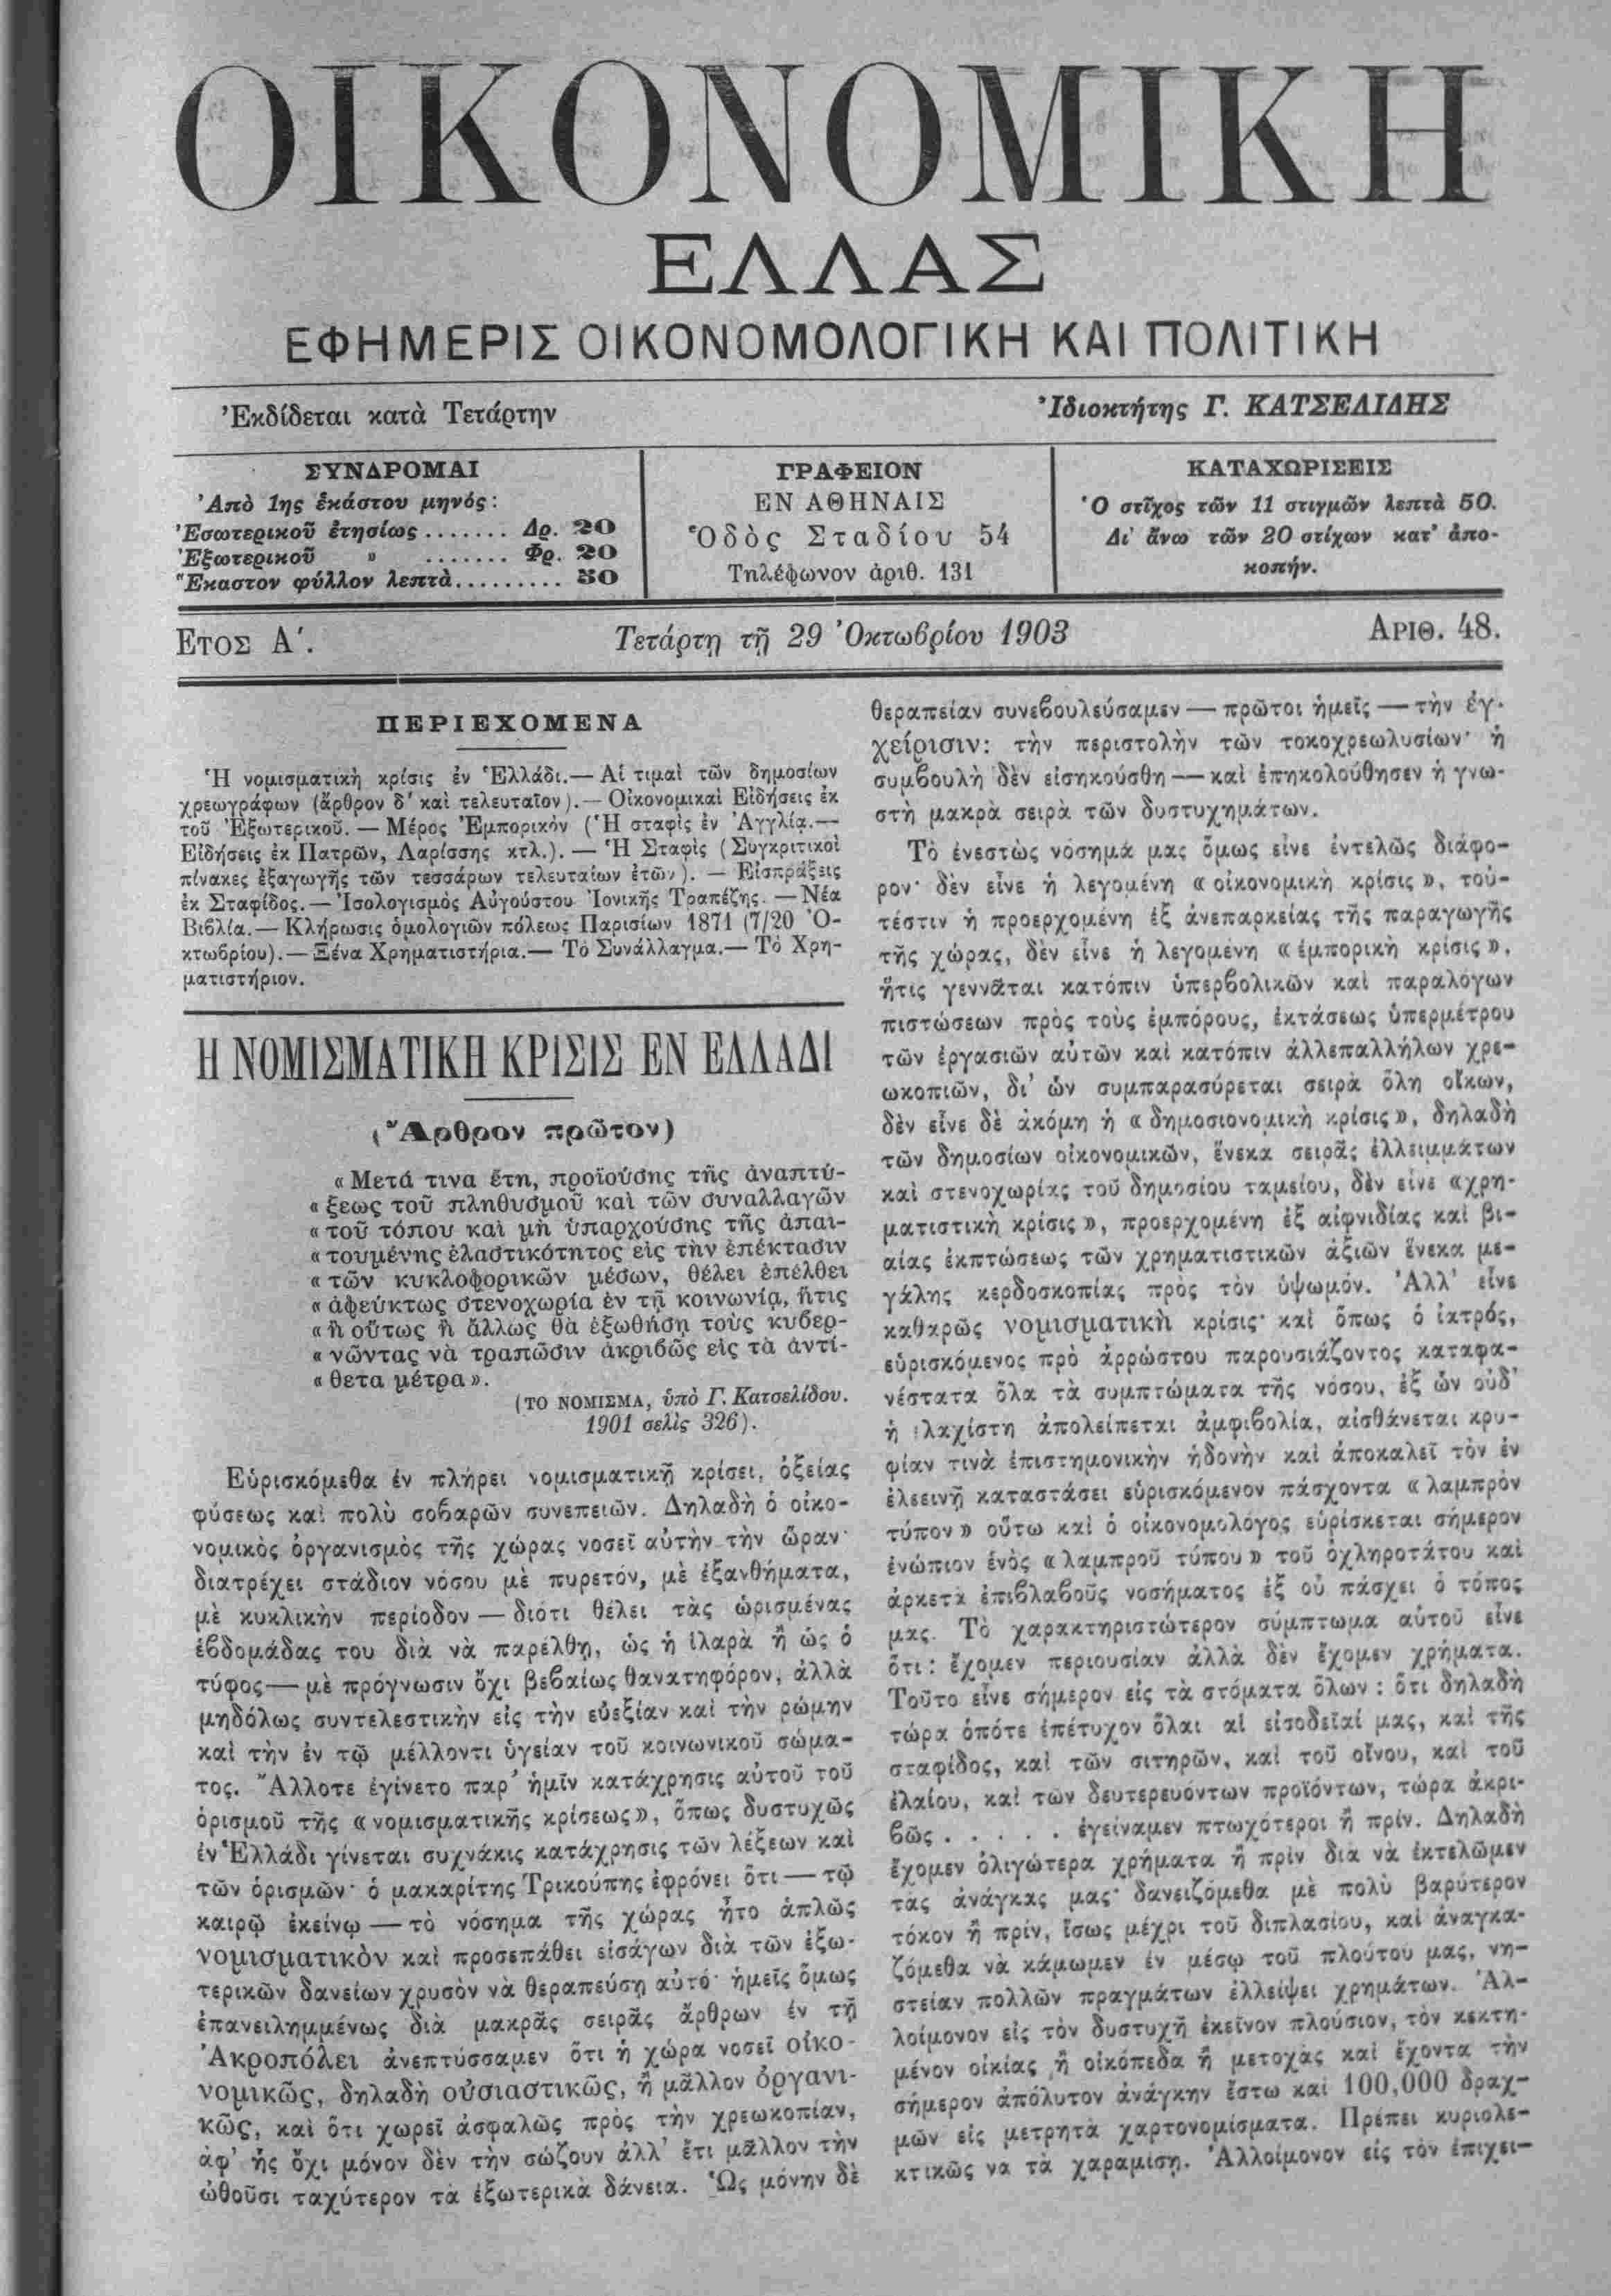 ΟΙΚΟΝΟΜΙΚΗ
ΕΛΛΑΣ
ΕΦΗΜΕΡΙΣ ΟΙΚΟΝΟΜΟΛΟΓΙΚΗ ΚΑΙ ΠΟΛΙΤΙΚΗ
Ἐκδίδεται κατὰ Τετάρτην
Ἰδιοκτήτης Γ. ΚΑΤΣΕΛΙΔΗΣ
ΣΥΝΔΡΟΜΑΙ
Ἀπὸ 1ης ἑκάστου μηνός:
Ἐσωτερικοῦ ἐτησίως ....... Δρ. 20
Ἐξωτερικοῦ » ....... Φρ. 20
Ἕκαστον φύλλον λεπτὰ......... 50
ΓΡΑΦΕΙΟΝ
ΕΝ ΑΘΗΝΑΙΣ
Ὁδὸς Σταδίου 54
Τηλέφωνον ἀριθ. 131
ΚΑΤΑΧΩΡΙΣΕΙΣ
Ὁ στῖχος τῶν 11 στιγμῶν λεπτὰ 50.
Δι' ἄνω τῶν 20 στίχων κατ' ἀπο-
κοπήν.
ΕΤΟΣ Α΄.
Τετάρτῃ τῇ 29 Ὀκτωβρίου 1903
ΑΡΙΘ. 48.
ΠΕΡΙΕΧΟΜΕΝΑ
Ἡ νομισματικὴ κρίσις ἐν Ἑλλάδι.— Αἱ τιμαὶ τῶν δημοσίων
χρεωγράφων (ἄρθρον δ' καὶ τελευταῖον).— Οἰκονομικαὶ Εἰδήσεις ἐκ
τοῦ Ἐξωτερικοῦ. — Μέρος Ἐμπορικὸν (Ἡ σταφὶς ἐν Ἀγγλίᾳ.—
Εἰδήσεις ἐκ Πατρῶν, Λαρίσσης κτλ.). — Ἡ Σταφὶς (Συγκριτικοὶ
πίνακες ἐξαγωγῆς τῶν τεσσάρων τελευταίων ἐτῶν). — Εἰσπράξεις
ἐκ Σταφίδος.— Ἰσολογισμὸς Αὐγούστου Ἰονικῆς Τραπέζης. — Νέα
Βιβλία.— Κλήρωσις ὁμολογιῶν πόλεως Παρισίων 1871 (7/20 Ὀ-
κτωβρίου).— Ξένα Χρηματιστήρια.— Τὸ Συνάλλαγμα.— Τὸ Χρη-
ματιστήριον.
Η ΝΟΜΙΣΜΑΤΙΚΗ ΚΡΙΣΙΣ ΕΝ ΕΛΛΑΔΙ
(Ἄρθρον πρῶτον)
«Μετά τινα ἔτη, προϊούσης τῆς ἀναπτύ-
«ξεως τοῦ πληθυσμοῦ καὶ τῶν συναλλαγῶν
«τοῦ τόπου καὶ μὴ ὑπαρχούσης τῆς ἀπαι-
«τουμένης ἐλαστικότητος εἰς τὴν ἐπέκτασιν
«τῶν κυκλοφορικῶν μέσων, θέλει ἐπέλθει
«ἀφεύκτως στενοχωρία ἐν τῇ κοινωνίᾳ, ἥτις
«ἢ οὕτως ἢ ἄλλως θὰ ἐξωθήσῃ τοὺς κυβερ-
«νῶντας νὰ τραπῶσιν ἀκριβῶς εἰς τὰ ἀντί-
«θετα μέτρα».
(ΤΟ ΝΟΜΙΣΜΑ, ὑπὸ Γ. Κατσελίδου.
1901 σελὶς 326).
Εὑρισκόμεθα ἐν πλήρει νομισματικῇ κρίσει, ὀξείας
φύσεως καὶ πολὺ σοβαρῶν συνεπειῶν. Δηλαδὴ ὁ οἰκο-
νομικὸς ὀργανισμὸς τῆς χώρας νοσεῖ αὐτὴν τὴν ὥραν·
διατρέχει στάδιον νόσου μὲ πυρετόν, μὲ ἐξανθήματα,
μὲ κυκλικὴν περίοδον — διότι θέλει τὰς ὡρισμένας
ἑβδομάδας του διὰ νὰ παρέλθῃ, ὡς ἡ ἱλαρὰ ἢ ὡς ὁ
τύφος— μὲ πρόγνωσιν ὄχι βεβαίως θανατηφόρον, ἀλλὰ
μηδόλως συντελεστικὴν εἰς τὴν εὐεξίαν καὶ τὴν ρώμην
καὶ τὴν ἐν τῷ μέλλοντι ὑγείαν τοῦ κοινωνικοῦ σώμα-
τος. Ἄλλοτε ἐγίνετο παρ' ἡμῖν κατάχρησις αὐτοῦ τοῦ
ὁρισμοῦ τῆς «νομισματικῆς κρίσεως», ὅπως δυστυχῶς
ἐν Ἑλλάδι γίνεται συχνάκις κατάχρησις τῶν λέξεων καὶ
τῶν ὁρισμῶν· ὁ μακαρίτης Τρικούπης ἐφρόνει ὅτι — τῷ
καιρῷ ἐκείνῳ — τὸ νόσημα τῆς χώρας ἦτο ἁπλῶς
νομισματικὸν καὶ προσεπάθει εἰσάγων διὰ τῶν ἐξω-
τερικῶν δανείων χρυσὸν νὰ θεραπεύσῃ αὐτό· ἡμεῖς ὅμως
ἐπανειλημμένως διὰ μακρᾶς σειρᾶς ἄρθρων ἐν τῇ
Ἀκροπόλει ἀνεπτύσσαμεν ὅτι ἡ χώρα νοσεῖ οἰκο-
νομικῶς, δηλαδὴ οὐσιαστικῶς, ἢ μᾶλλον ὀργανι-
κῶς, καὶ ὅτι χωρεῖ ἀσφαλῶς πρὸς τὴν χρεωκοπίαν,
ἀφ' ἧς ὄχι μόνον δὲν τὴν σώζουν ἀλλ' ἔτι μᾶλλον τὴν
ὠθοῦσι ταχύτερον τὰ ἐξωτερικὰ δάνεια. Ὡς μόνην δὲ
θεραπείαν συνεβουλεύσαμεν — πρῶτοι ἡμεῖς — τὴν ἐγ-
χείρισιν: τὴν περιστολὴν τῶν τοκοχρεωλυσίων· ἡ
συμβουλὴ δὲν εἰσηκούσθη — καὶ ἐπηκολούθησεν ἡ γνω-
στὴ μακρὰ σειρὰ τῶν δυστυχημάτων.
Τὸ ἐνεστὼς νόσημά μας ὅμως εἶνε ἐντελῶς διάφο-
ρον· δὲν εἶνε ἡ λεγομένη «οἰκονομικὴ κρίσις», τοὐ-
τέστιν ἡ προερχομένη ἐξ ἀνεπαρκείας τῆς παραγωγῆς
τῆς χώρας, δὲν εἶνε ἡ λεγομένη «ἐμπορικὴ κρίσις»,
ἥτις γεννᾶται κατόπιν ὑπερβολικῶν καὶ παραλόγων
πιστώσεων πρὸς τοὺς ἐμπόρους, ἐκτάσεως ὑπερμέτρου
τῶν ἐργασιῶν αὐτῶν καὶ κατόπιν ἀλλεπαλλήλων χρε-
ωκοπιῶν, δι' ὧν συμπαρασύρεται σειρὰ ὅλη οἴκων,
δὲν εἶνε δὲ ἀκόμη ἡ «δημοσιονομικὴ κρίσις», δηλαδὴ
τῶν δημοσίων οἰκονομικῶν, ἕνεκα σειρᾶς ἐλλειμμάτων
καὶ στενοχωρίας τοῦ δημοσίου ταμείου, δὲν εἶνε «χρη-
ματιστικὴ κρίσις», προερχομένη ἐξ αἰφνιδίας καὶ βι-
αίας ἐκπτώσεως τῶν χρηματιστικῶν ἀξιῶν ἕνεκα με-
γάλης κερδοσκοπίας πρὸς τὸν ὑψωμόν. Ἀλλ' εἶνε
καθαρῶς νομισματικὴ κρίσις· καὶ ὅπως ὁ ἰατρός,
εὑρισκόμενος πρὸ ἀρρώστου παρουσιάζοντος καταφα-
νέστατα ὅλα τὰ συμπτώματα τῆς νόσου, ἐξ ὧν οὐδ'
ἡ ἐλαχίστη ἀπολείπεται ἀμφιβολία, αἰσθάνεται κρυ-
φίαν τινὰ ἐπιστημονικὴν ἡδονὴν καὶ ἀποκαλεῖ τὸν ἐν
ἐλεεινῇ καταστάσει εὑρισκόμενον πάσχοντα «λαμπρὸν
τύπον» οὕτω καὶ ὁ οἰκονομολόγος εὑρίσκεται σήμερον
ἐνώπιον ἑνὸς «λαμπροῦ τύπου» τοῦ ὀχληροτάτου καὶ
ἀρκετὰ ἐπιβλαβοῦς νοσήματος ἐξ οὗ πάσχει ὁ τόπος
μας. Τὸ χαρακτηριστώτερον σύμπτωμα αὐτοῦ εἶνε
ὅτι: ἔχομεν περιουσίαν ἀλλὰ δὲν ἔχομεν χρήματα.
Τοῦτο εἶνε σήμερον εἰς τὰ στόματα ὅλων: ὅτι δηλαδὴ
τώρα ὁπότε ἐπέτυχον ὅλαι αἱ εἰσοδεῖαί μας, καὶ τῆς
σταφίδος, καὶ τῶν σιτηρῶν, καὶ τοῦ οἴνου, καὶ τοῦ
ἐλαίου, καὶ τῶν δευτερευόντων προϊόντων, τώρα ἀκρι-
βῶς . . . . . ἐγείναμεν πτωχότεροι ἢ πρίν. Δηλαδὴ
ἔχομεν ὀλιγώτερα χρήματα ἢ πρὶν διὰ νὰ ἐκτελῶμεν
τὰς ἀνάγκας μας· δανειζόμεθα μὲ πολὺ βαρύτερον
τόκον ἢ πρίν, ἴσως μέχρι τοῦ διπλασίου, καὶ ἀναγκα-
ζόμεθα νὰ κάμωμεν ἐν μέσῳ τοῦ πλούτου μας, νη-
στείαν πολλῶν πραγμάτων ἐλλείψει χρημάτων. Ἀλ-
λοίμονον εἰς τὸν δυστυχῆ ἐκεῖνον πλούσιον, τὸν κεκτη-
μένον οἰκίας ἢ οἰκόπεδα ἢ μετοχὰς καὶ ἔχοντα τὴν
σήμερον ἀπόλυτον ἀνάγκην ἔστω καὶ 100,000 δραχ-
μῶν εἰς μετρητὰ χαρτονομίσματα. Πρέπει κυριολε-
κτικῶς να τὰ χαραμίσῃ. Ἀλλοίμονον εἰς τὸν ἐπιχει-